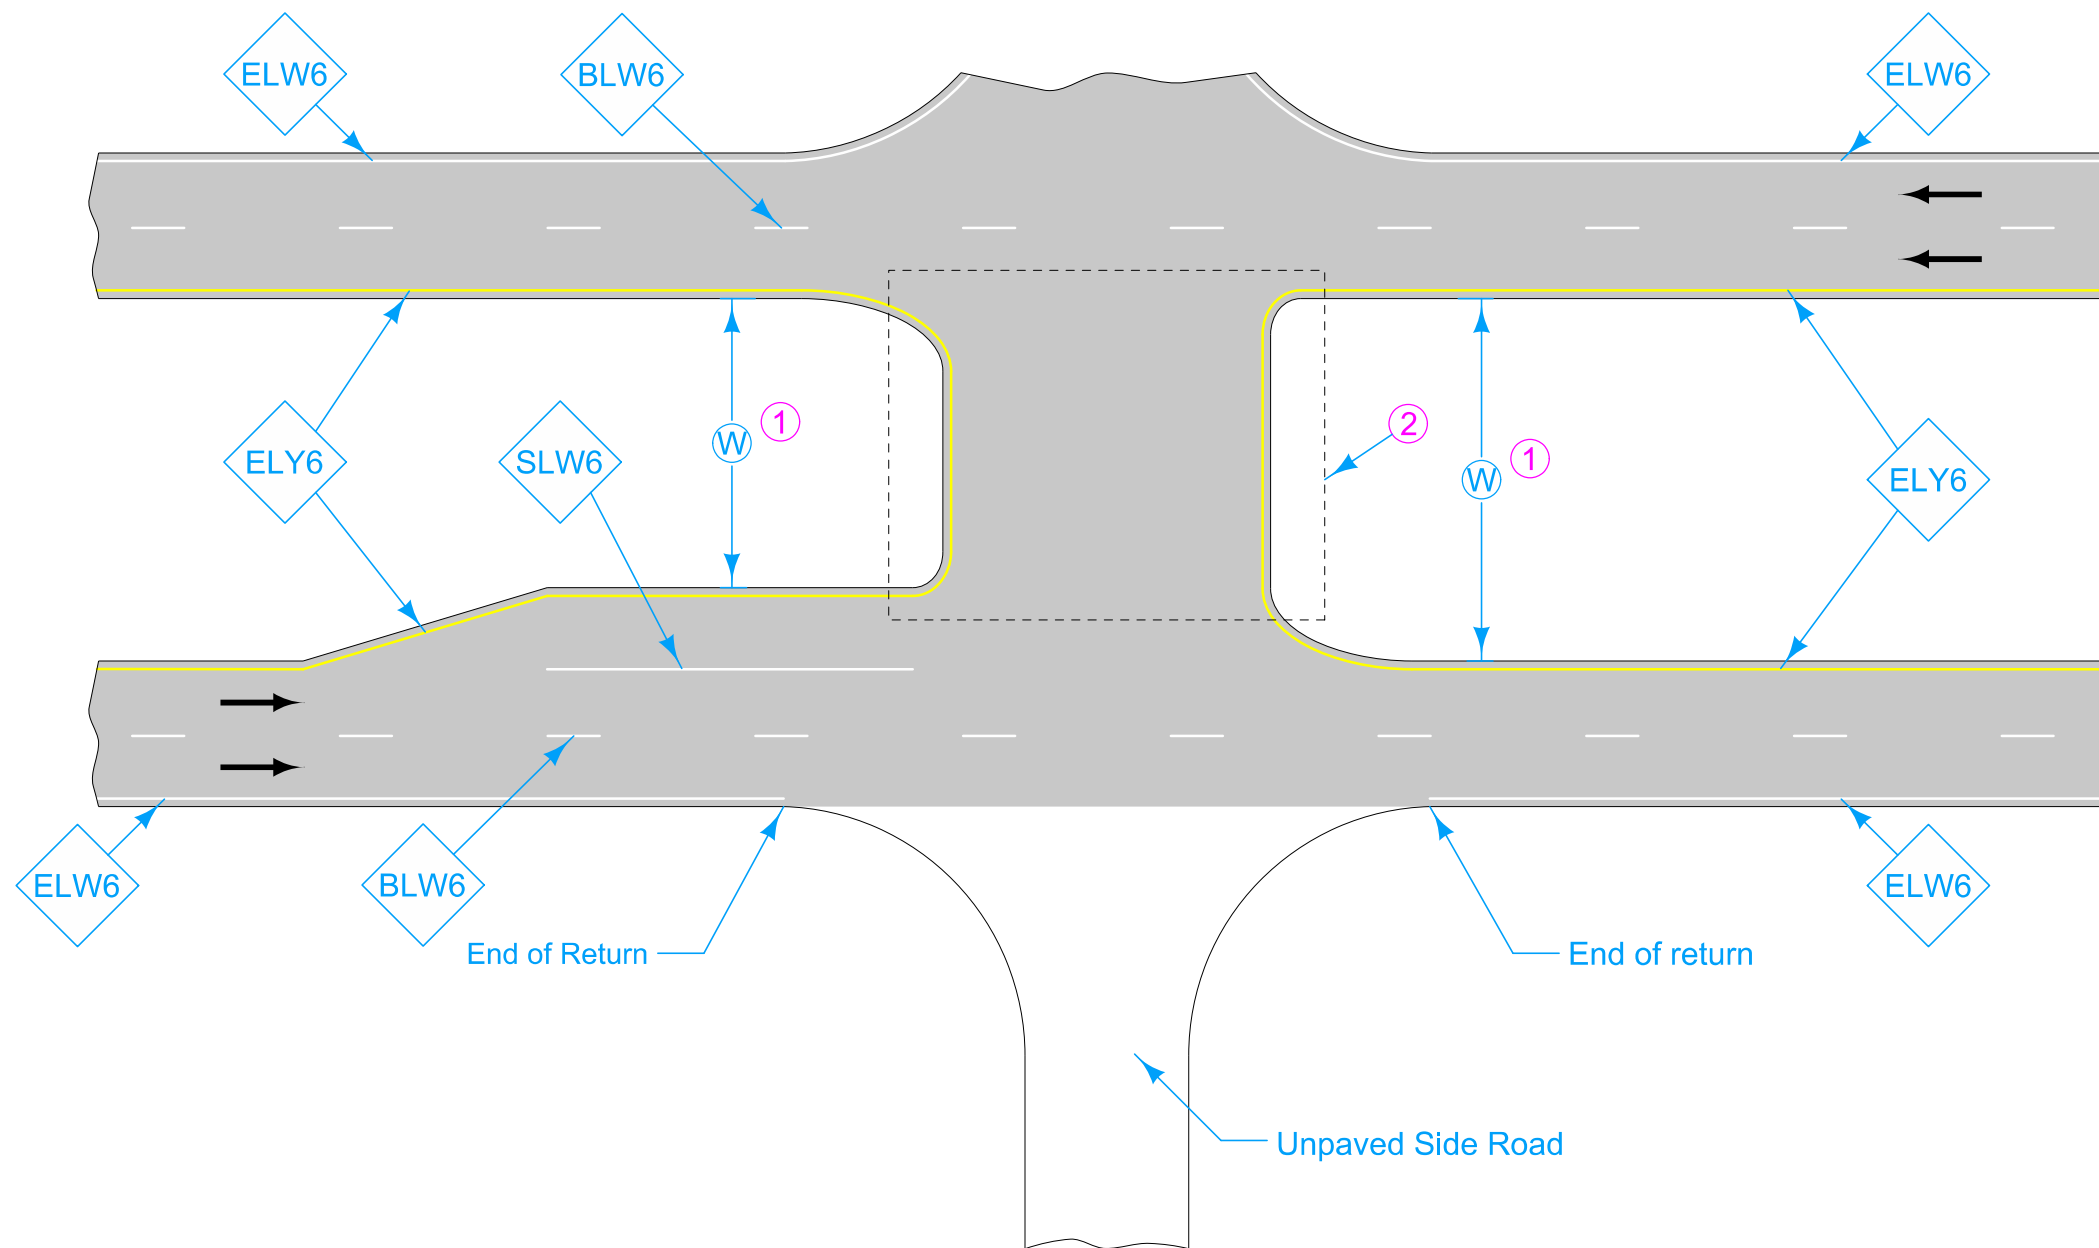 ELW6
BLW6
ELW6
1
2
W
W
1
ELY6
SLW6
ELY6
ELW6
BLW6
ELW6
End of Return
End of return
Unpaved Side Road